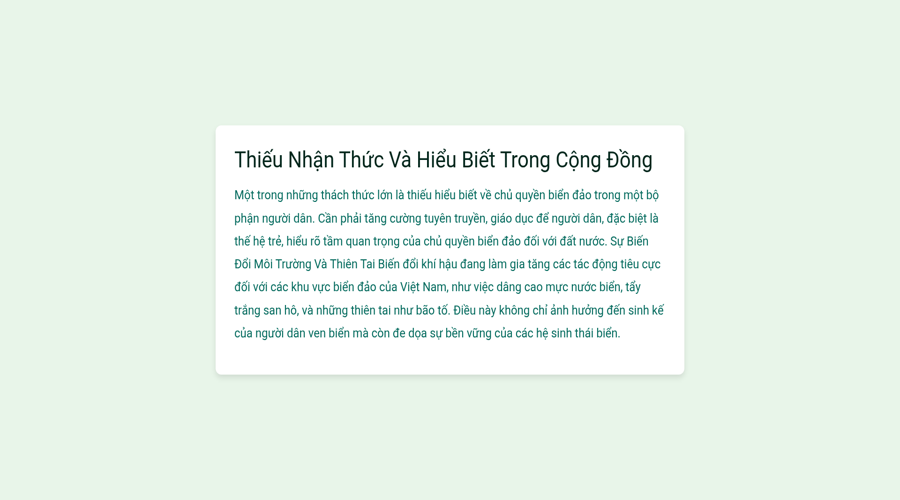 Thiếu Nhận Thức Và Hiểu Biết Trong Cộng Đồng
Một trong những thách thức lớn là thiếu hiểu biết về chủ quyền biển đảo trong một bộ
phận người dân. Cần phải tăng cường tuyên truyền, giáo dục để người dân, đặc biệt là
thế hệ trẻ, hiểu rõ tầm quan trọng của chủ quyền biển đảo đối với đất nước. Sự Biến
Đổi Môi Trường Và Thiên Tai Biến đổi khí hậu đang làm gia tăng các tác động tiêu cực
đối với các khu vực biển đảo của Việt Nam, như việc dâng cao mực nước biển, tẩy
trắng san hô, và những thiên tai như bão tố. Điều này không chỉ ảnh hưởng đến sinh kế
của người dân ven biển mà còn đe dọa sự bền vững của các hệ sinh thái biển.